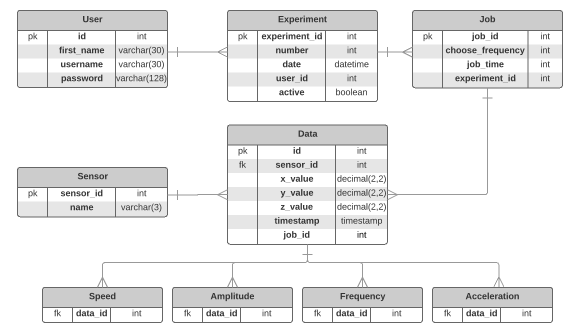 User
pk id int
first_name varchar(30)
username varchar(30)
password varchar(128)
Experiment
pk experiment_id int
number int
date datetime
user_id int
active boolean
Job
pk job_id int
choose_frequency int
job_time int
experiment_id int
Data
pk id int
fk sensor_id int
x_value decimal(2,2)
y_value decimal(2,2)
z_value decimal(2,2)
timestamp timestamp
job_id int
Sensor
pk sensor_id int
name varchar(3)
Speed
fk data_id int
Amplitude
fk data_id int
Frequency
fk data_id int
Acceleration
fk data_id int